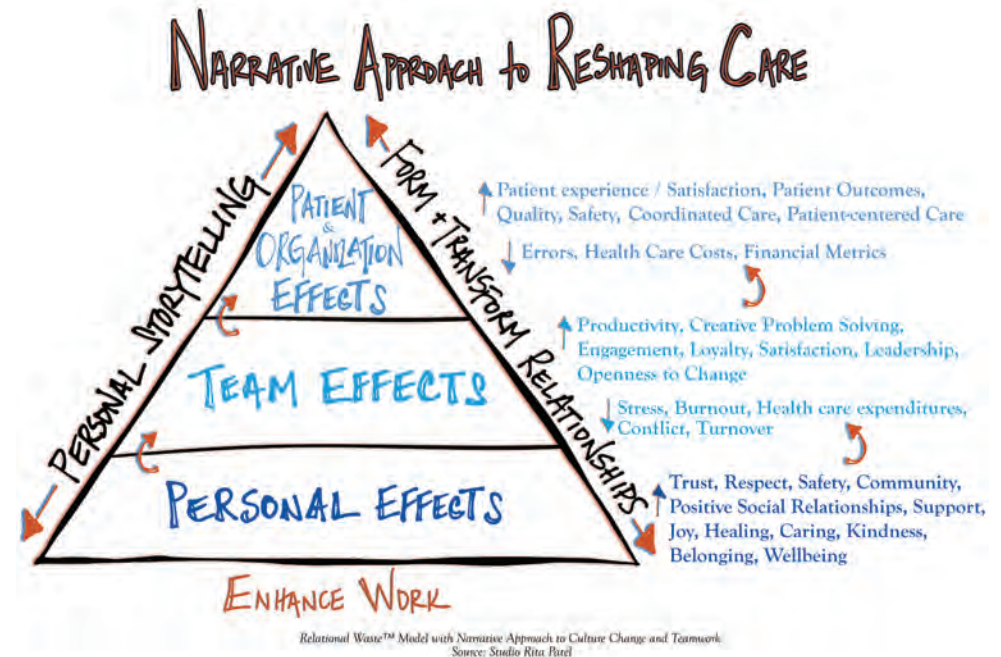 NARRATIVE APPROACH to RESHAPING CARE
PERSONAL STORYTELLING
FORM + TRANSFORM RELATIONSHIPS
PATIENT
&
ORGANIZATION
EFFECTS
TEAM EFFECTS
PERSONAL EFFECTS
ENHANCE WORK
Patient experience / Satisfaction, Patient Outcomes,
Quality, Safety, Coordinated Care, Patient-centered Care
Errors, Health Care Costs, Financial Metrics
Productivity, Creative Problem Solving,
Engagement, Loyalty, Satisfaction, Leadership,
Openness to Change
Stress, Burnout, Health care expenditures,
Conflict, Turnover
Trust, Respect, Safety, Community,
Positive Social Relationships, Support,
Joy, Healing, Caring, Kindness,
Belonging, Wellbeing
Relational Waste™ Model with Narrative Approach to Culture Change and Teamwork
Source: Studio Rita Patel